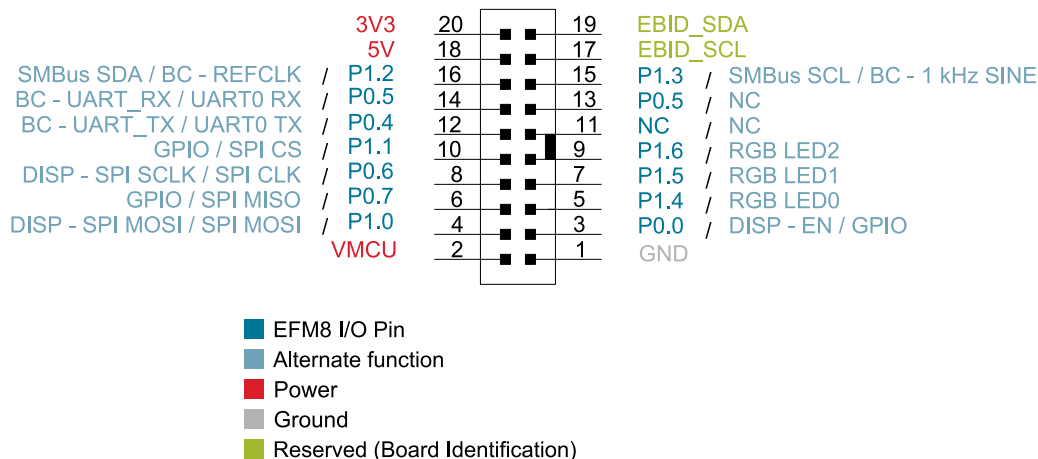 3V3 20 19 EBID_SDA
5V 18 17 EBID_SCL
SMBus SDA / BC - REFCLK / P1.2 16 15 P1.3 / SMBus SCL / BC - 1 kHz SINE
BC - UART_RX / UART0 RX / P0.5 14 13 P0.5 / NC
BC - UART_TX / UART0 TX / P0.4 12 11 NC / NC
GPIO / SPI CS / P1.1 10 9 P1.6 / RGB LED2
DISP - SPI SCLK / SPI CLK / P0.6 8 7 P1.5 / RGB LED1
GPIO / SPI MISO / P0.7 6 5 P1.4 / RGB LED0
DISP - SPI MOSI / SPI MOSI / P1.0 4 3 P0.0 / DISP - EN / GPIO
VMCU 2 1 GND
EFM8 I/O Pin
Alternate function
Power
Ground
Reserved (Board Identification)